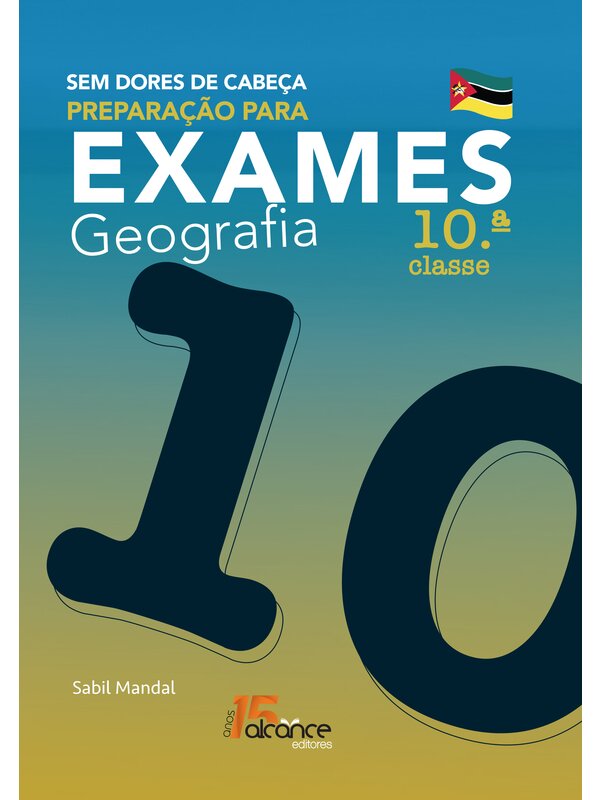 SEM DORES DE CABEÇA
PREPARAÇÃO PARA
EXAMES
Geografia
10.ª
classe
10
Sabil Mandal
15 anos
alcance
editores